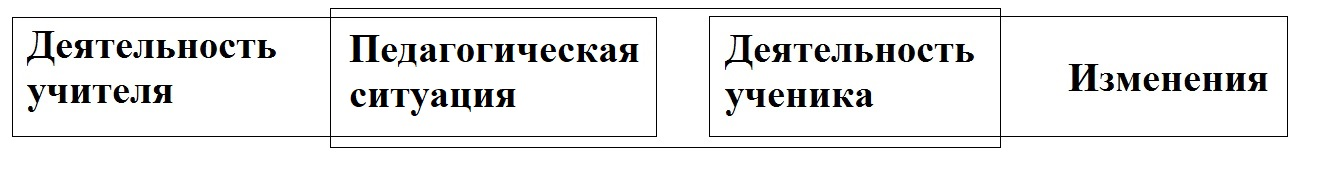 Деятельность
учителя
Педагогическая
ситуация
Деятельность
ученика
Изменения